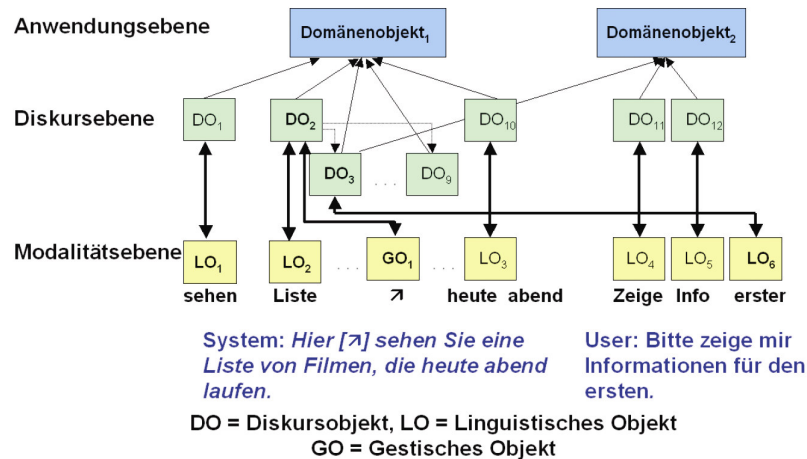 Anwendungsebene
Domänenobjekt₁ Domänenobjekt₂
Diskursebene
DO₁ DO₂ DO₁₀ DO₁₁ DO₁₂
DO₃ . . . DO₉
Modalitätsebene
LO₁ LO₂ . . . GO₁ . . . LO₃ LO₄ LO₅ LO₆
sehen Liste ↗ heute abend Zeige Info erster
System: Hier [↗] sehen Sie eine
Liste von Filmen, die heute abend
laufen.
User: Bitte zeige mir
Informationen für den
ersten.
DO = Diskursobjekt, LO = Linguistisches Objekt
GO = Gestisches Objekt